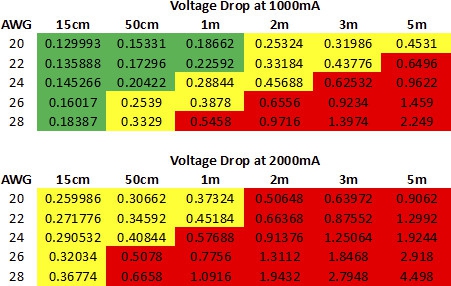 Voltage Drop at 1000mA
AWG 15cm 50cm 1m 2m 3m 5m
20 0.129993 0.15331 0.18662 0.25324 0.31986 0.4531
22 0.135888 0.17296 0.22592 0.33184 0.43776 0.6496
24 0.145266 0.20422 0.28844 0.45688 0.62532 0.9622
26 0.16017 0.2539 0.3878 0.6556 0.9234 1.459
28 0.18387 0.3329 0.5458 0.9716 1.3974 2.249
Voltage Drop at 2000mA
AWG 15cm 50cm 1m 2m 3m 5m
20 0.259986 0.30662 0.37324 0.50648 0.63972 0.9062
22 0.271776 0.34592 0.45184 0.66368 0.87552 1.2992
24 0.290532 0.40844 0.57688 0.91376 1.25064 1.9244
26 0.32034 0.5078 0.7756 1.3112 1.8468 2.918
28 0.36774 0.6658 1.0916 1.9432 2.7948 4.498